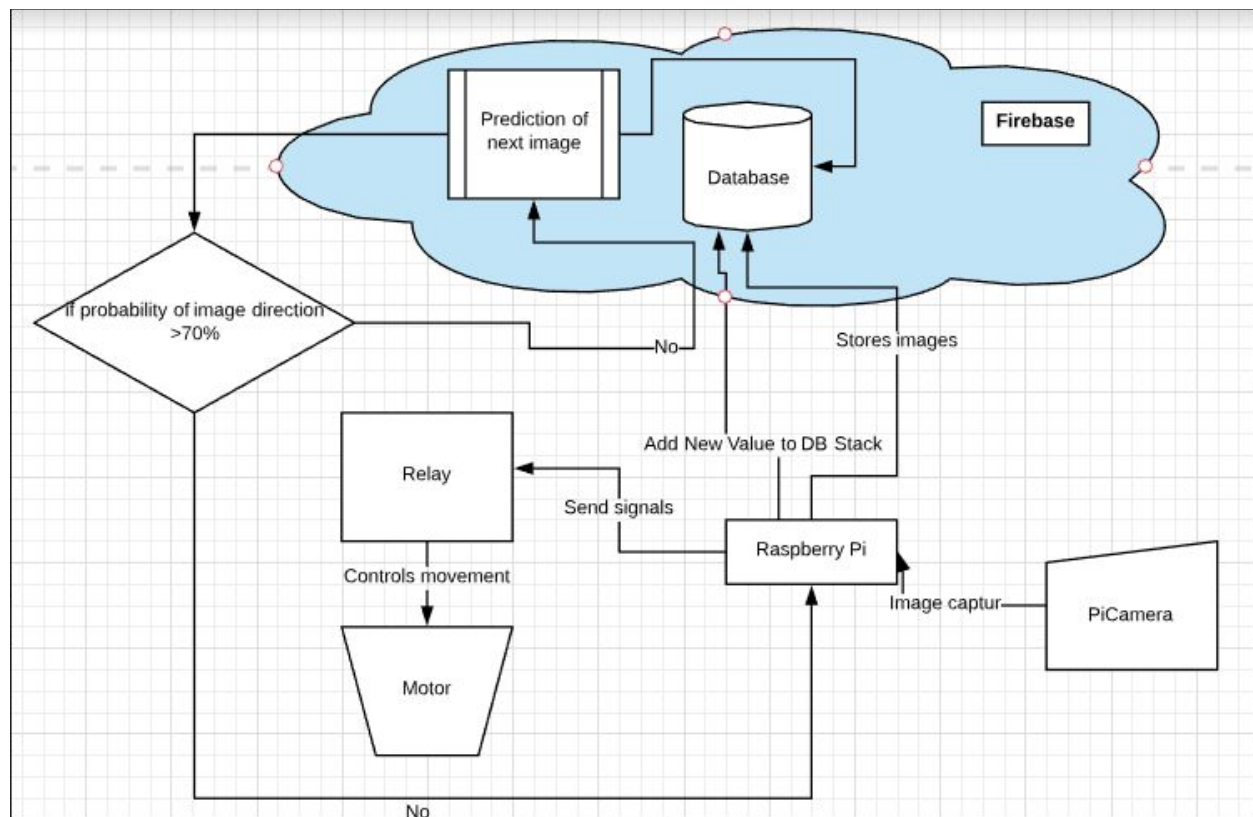 Prediction of
next image
Database
Firebase
If probability of image direction
>70%
No
Stores images
Add New Value to DB Stack
Relay
Send signals
Raspberry Pi
Controls movement
Image captur
PiCamera
Motor
No